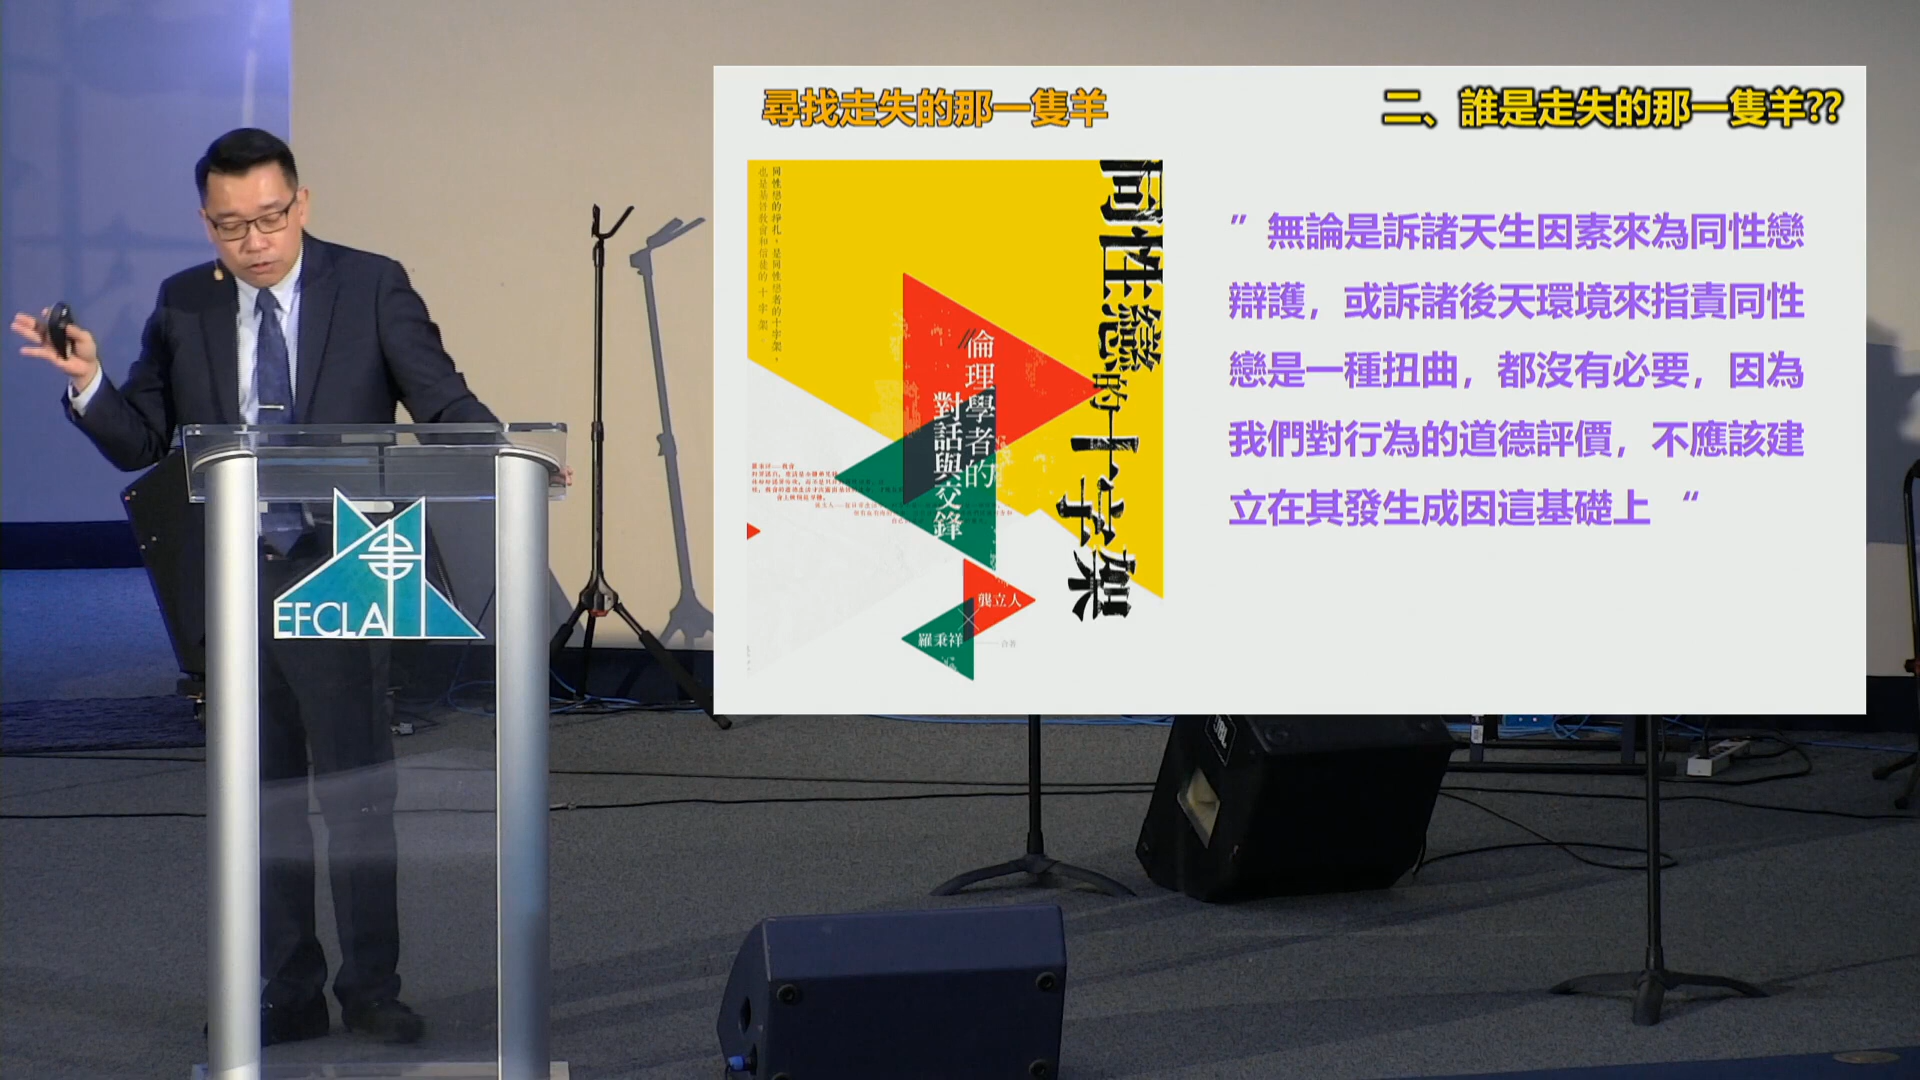 尋找走失的那一隻羊
二、誰是走失的那一隻羊??
同性戀的掙扎，是同性戀者的十字架，
也是基督教會和信徒的十字架。
同性戀的十字架
倫理學者的
對話與交鋒
龔立人
羅秉祥
合著
”無論是訴諸天生因素來為同性戀
辯護，或訴諸後天環境來指責同性
戀是一種扭曲，都沒有必要，因為
我們對行為的道德評價，不應該建
立在其發生成因這基礎上 “
EFCLA
JBL